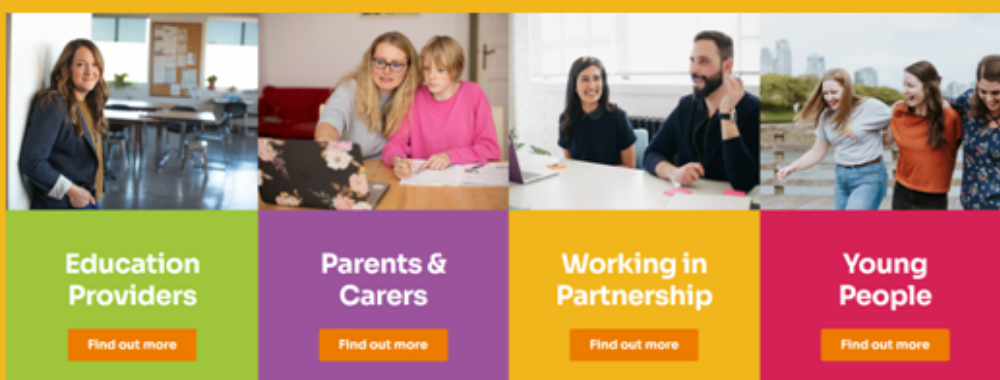 Education
Providers
Find out more
Parents &
Carers
Find out more
Working in
Partnership
Find out more
Young
People
Find out more